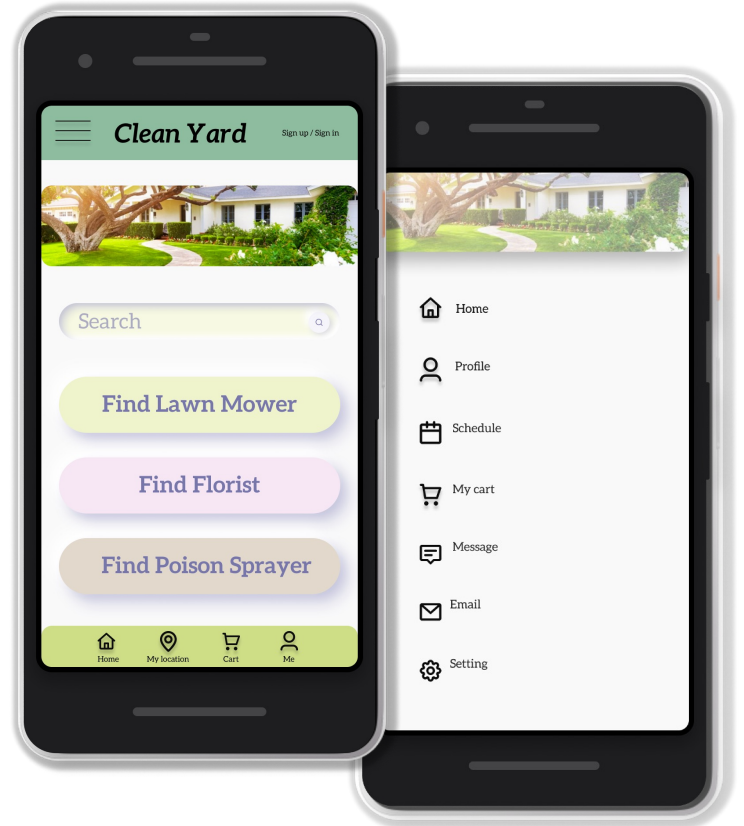 Clean Yard
Sign up / Sign in
Search
Find Lawn Mower
Find Florist
Find Poison Sprayer
Home
My location
Cart
Me
Home
Profile
Schedule
My cart
Message
Email
Setting